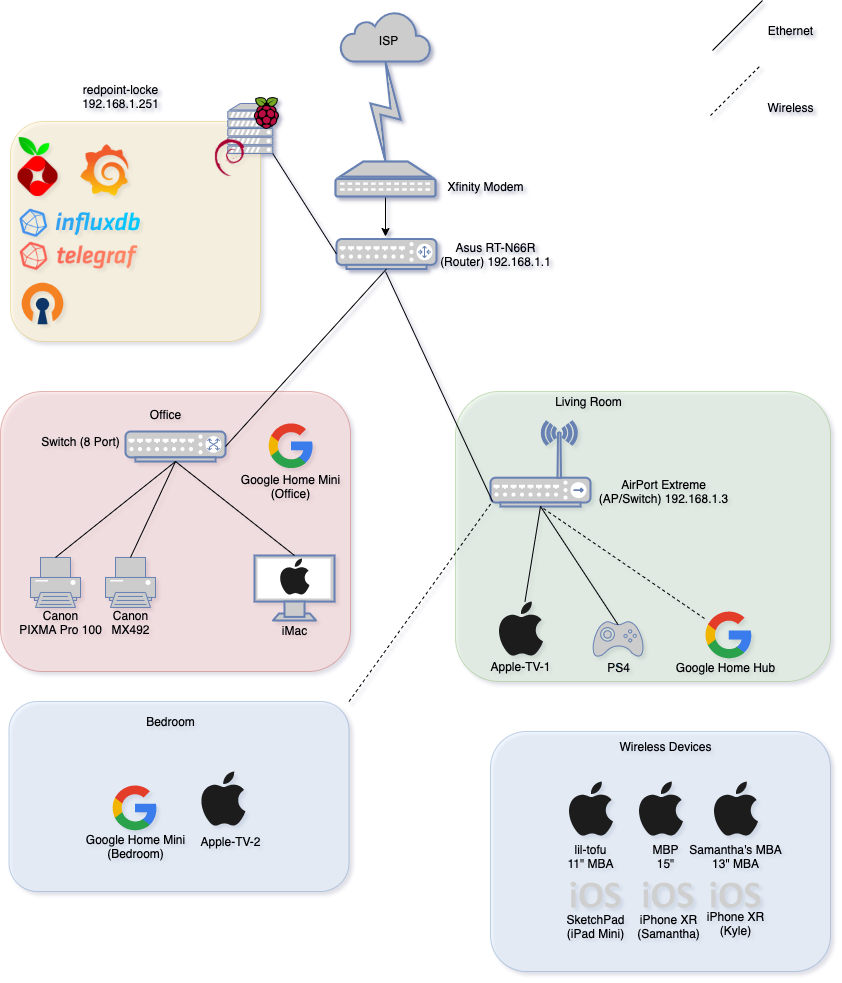 ISP
Ethernet
Wireless
redpoint-locke
192.168.1.251
Xfinity Modem
Asus RT-N66R
(Router) 192.168.1.1
influxdb
telegraf
Office
Switch (8 Port)
Google Home Mini
(Office)
Canon
PIXMA Pro 100
Canon
MX492
iMac
Living Room
AirPort Extreme
(AP/Switch) 192.168.1.3
Apple-TV-1
PS4
Google Home Hub
Bedroom
Google Home Mini
(Bedroom)
Apple-TV-2
Wireless Devices
lil-tofu
11" MBA
MBP
15"
Samantha's MBA
13" MBA
iOS
iOS
iOS
SketchPad
(iPad Mini)
iPhone XR
(Samantha)
iPhone XR
(Kyle)